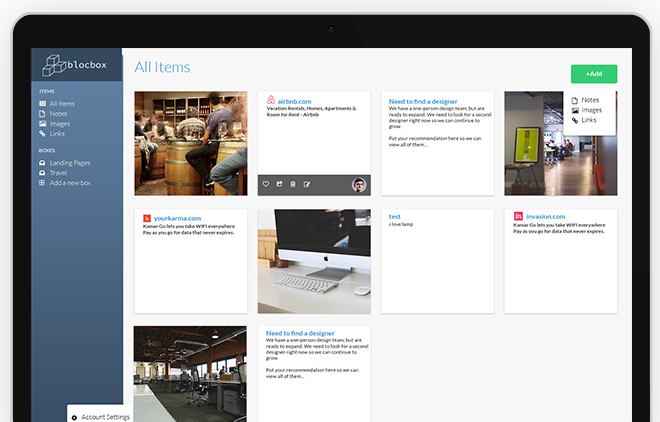 blocbox
All Items
+Add
ITEMS
All Items
Notes
Images
Links
BOXES
Landing Pages
Travel
Add a new box
Account Settings
Notes
Images
Links
airbnb.com
Vacation Rentals, Homes, Apartments &
Room for Rent - Airbnb
Need to find a designer
We have a one-person design team, but are
ready to expand. We need to look for a second
designer right now so we can continue to
grow.
Put your recommendation here so we can
view all of them...
yourkarma.com
Kamar Go lets you take WIFI everywhere
Pay as you go for data that never expires.
test
i love lamp
invasion.com
Kamar Go lets you take WIFI everywhere
Pay as you go for data that never expires.
Need to find a designer
We have a one-person design team, but are
ready to expand. We need to look for a second
designer right now so we can continue to
grow.
Put your recommendation here so we can
view all of them...